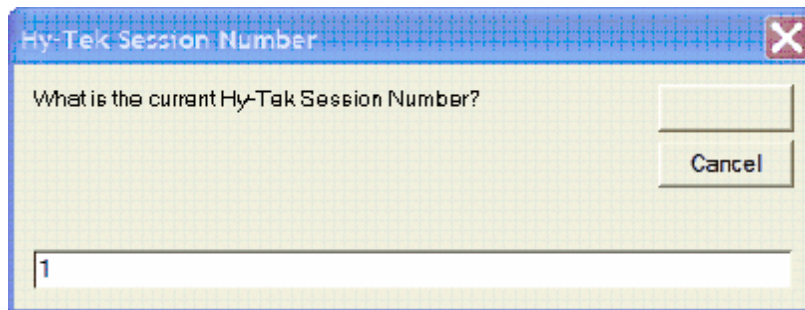 Hy-Tek Session Number
What is the current Hy-Tek Session Number?
Cancel
1